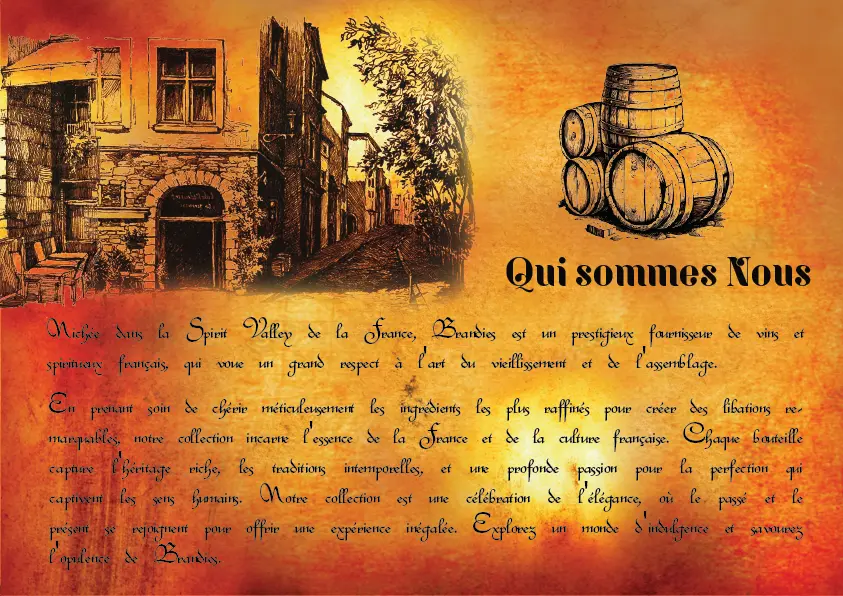 Qui sommes Nous
Nichée dans la Spirit Valley de la France, Brandies est un prestigieux fournisseur de vins et
spiritueux français, qui voue un grand respect à l'art du vieillissement et de l'assemblage.
En prenant soin de chérir méticuleusement les ingrédients les plus raffinés pour créer des libations re-
marquables, notre collection incarne l'essence de la France et de la culture française. Chaque bouteille
capture l'héritage riche, les traditions intemporelles, et une profonde passion pour la perfection qui
captivent les sens humains. Notre collection est une célébration de l'élégance, où le passé et le
présent se rejoignent pour offrir une expérience inégalée. Explorez un monde d'indulgence et savourez
l'opulence de Brandies.